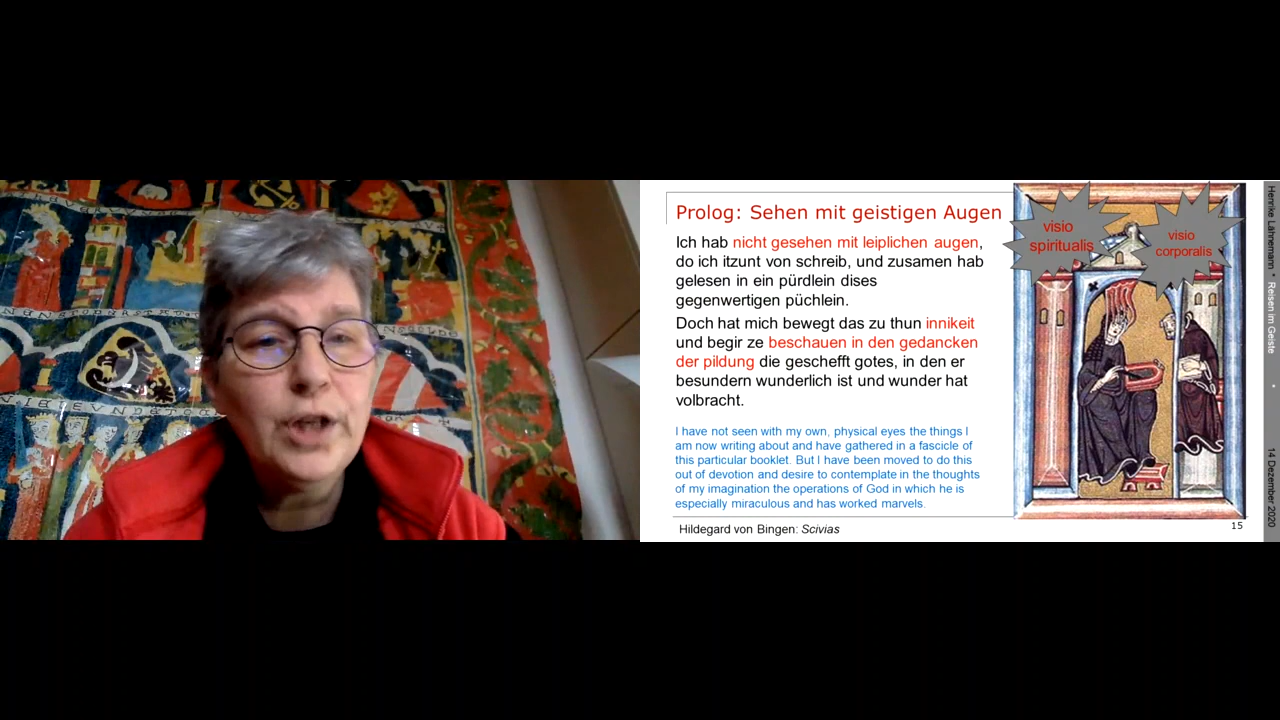 Prolog: Sehen mit geistigen Augen
Ich hab nicht gesehen mit leiplichen augen,
do ich itzunt von schreib, und zusamen hab
gelesen in ein pürdlein dises
gegenwertigen püchlein.
Doch hat mich bewegt das zu thun innikeit
und begir ze beschauen in den gedancken
der pildung die geschefft gotes, in den er
besundern wunderlich ist und wunder hat
volbracht.
I have not seen with my own, physical eyes the things I
am now writing about and have gathered in a fascicle of
this particular booklet. But I have been moved to do this
out of devotion and desire to contemplate in the thoughts
of my imagination the operations of God in which he is
especially miraculous and has worked marvels.
Hildegard von Bingen: Scivias
visio
spiritualis
visio
corporalis
15
Henrike Lähnemann * Reisen im Geiste * 14 Dezember 2020